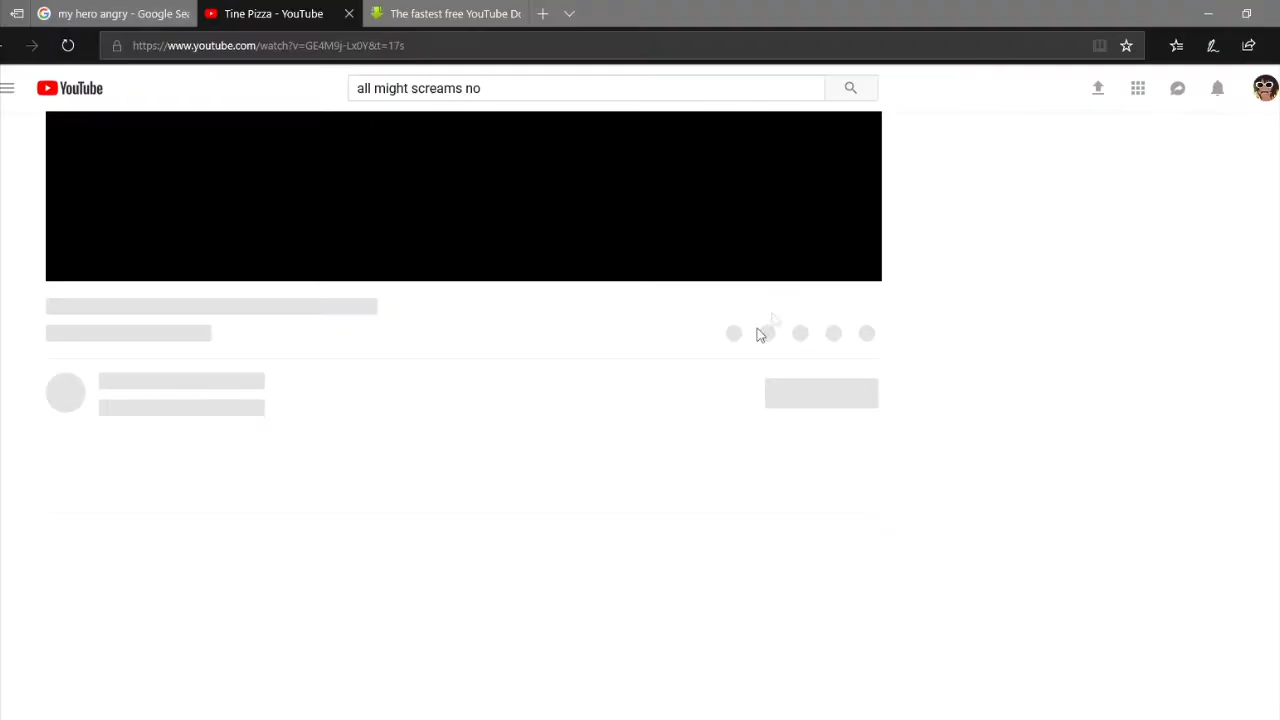 my hero angry - Google Se
Tine Pizza - YouTube
The fastest free YouTube Do
https://www.youtube.com/watch?v=GE4M9j-Lx0Y&t=17s
YouTube
all might screams no